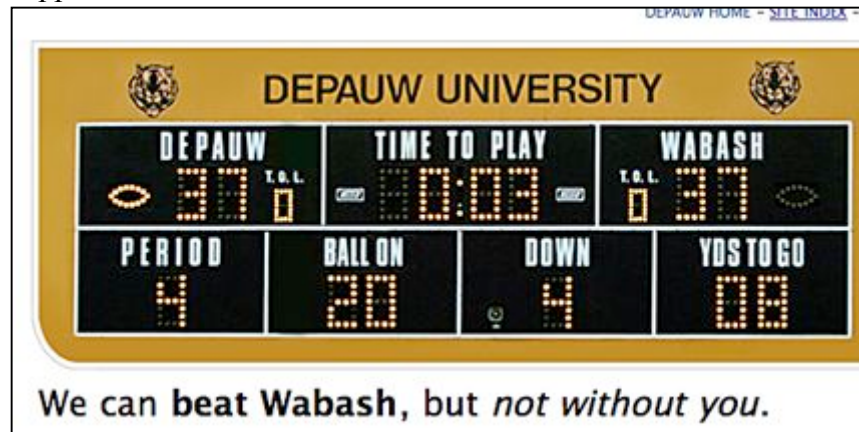 DEPAUW HOME – SITE INDEX –
DEPAUW UNIVERSITY
DEPAUW TIME TO PLAY WABASH
37 T.O.L. 0 0:03 T.O.L. 0 37
PERIOD BALL ON DOWN YDS TO GO
4 20 4 08
We can beat Wabash, but not without you.